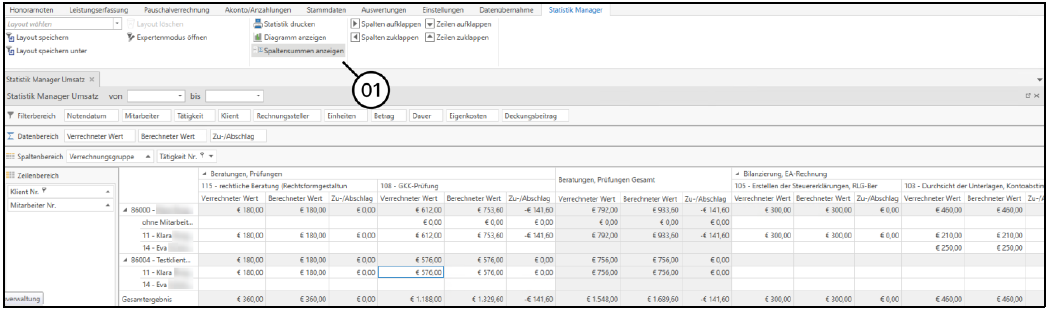 Honorarnoten Leistungserfassung Pauschalverrechnung Akonto/Anzahlungen Stammdaten Auswertungen Einstellungen Datenübernahme Statistik Manager
Layout wählen Layout löschen Statistik drucken Spalten aufklappen Zeilen aufklappen
Layout speichern Expertenmodus öffnen Diagramm anzeigen Spalten zuklappen Zeilen zuklappen
Layout speichern unter Spaltensummen anzeigen
01
Statistik Manager Umsatz
Statistik Manager Umsatz von bis
Filterbereich Notendatum Mitarbeiter Tätigkeit Klient Rechnungssteller Einheiten Betrag Dauer Eigenkosten Deckungsbeitrag
Datenbereich Verrechneter Wert Berechneter Wert Zu-/Abschlag
Spaltenbereich Verrechnungsgruppe Tätigkeit Nr.
Zeilenbereich Beratungen, Prüfungen Beratungen, Prüfungen Gesamt Bilanzierung, EA-Rechnung
Klient Nr. 115 - rechtliche Beratung (Rechtsformgestaltun 108 - GKK-Prüfung 105 - Erstellen der Steuererklärungen, RLG-Ber 103 - Durchsicht der Unterlagen, Kontoabstim
Mitarbeiter Nr. Verrechneter Wert Berechneter Wert Zu-/Abschlag Verrechneter Wert Berechneter Wert Zu-/Abschlag Verrechneter Wert Berechneter Wert Zu-/Abschlag Verrechneter Wert Berechneter Wert Zu-/Abschlag Verrechneter Wert Berechneter Wert Zu-/A
86000 - € 180,00 € 180,00 € 0,00 € 612,00 € 753,60 -€ 141,60 € 792,00 € 933,60 -€ 141,60 € 300,00 € 300,00 € 0,00 € 460,00 € 460,00
ohne Mitarbeit... € 0,00 € 0,00 € 0,00 € 0,00 € 0,00 € 0,00
11 - Klara € 180,00 € 180,00 € 0,00 € 612,00 € 753,60 -€ 141,60 € 792,00 € 933,60 -€ 141,60 € 300,00 € 300,00 € 0,00 € 210,00 € 210,00
14 - Eva € 250,00 € 250,00
86004 - Testklient... € 180,00 € 180,00 € 0,00 € 576,00 € 576,00 € 0,00 € 756,00 € 756,00 € 0,00
11 - Klara € 180,00 € 180,00 € 0,00 € 576,00 € 576,00 € 0,00 € 756,00 € 756,00 € 0,00
14 - Eva
verwaltung Gesamtergebnis € 360,00 € 360,00 € 0,00 € 1.188,00 € 1.329,60 -€ 141,60 € 1.548,00 € 1.689,60 -€ 141,60 € 300,00 € 300,00 € 0,00 € 460,00 € 460,00